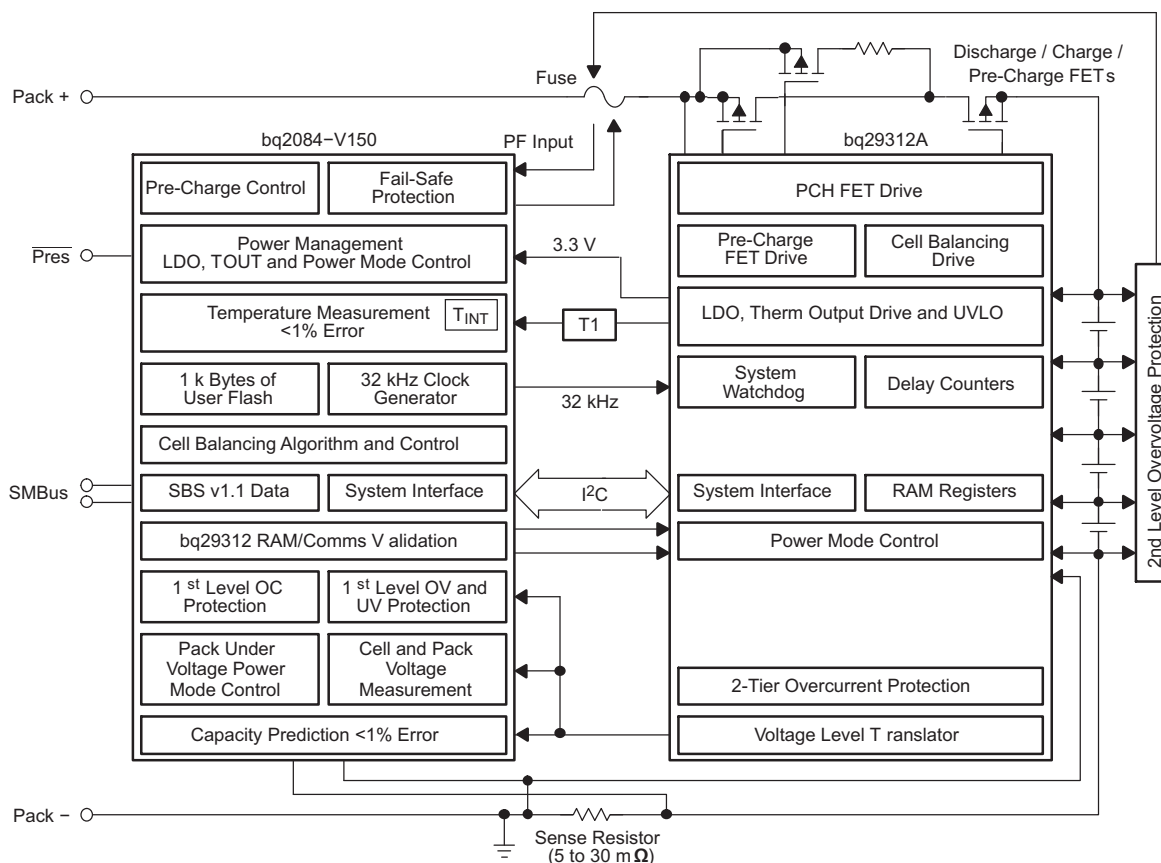 Discharge / Charge /
Pre-Charge FETs
Fuse
Pack +
bq2084−V150
PF Input
bq29312A
Pre-Charge Control
Fail-Safe
Protection
PCH FET Drive
Pres
Power Management
LDO, TOUT and Power Mode Control
3.3 V
Pre-Charge
FET Drive
Cell Balancing
Drive
Temperature Measurement
<1% Error
TINT
T1
LDO, Therm Output Drive and UVLO
1 k Bytes of
User Flash
32 kHz Clock
Generator
32 kHz
System
Watchdog
Delay Counters
2nd Level Overvoltage Protection
Cell Balancing Algorithm and Control
SMBus
SBS v1.1 Data
System Interface
I²C
System Interface
RAM Registers
bq29312 RAM/Comms V alidation
Power Mode Control
1 st Level OC
Protection
1 st Level OV and
UV Protection
Pack Under
Voltage Power
Mode Control
Cell and Pack
Voltage
Measurement
2-Tier Overcurrent Protection
Capacity Prediction <1% Error
Voltage Level T ranslator
Pack −
Sense Resistor
(5 to 30 m Ω)